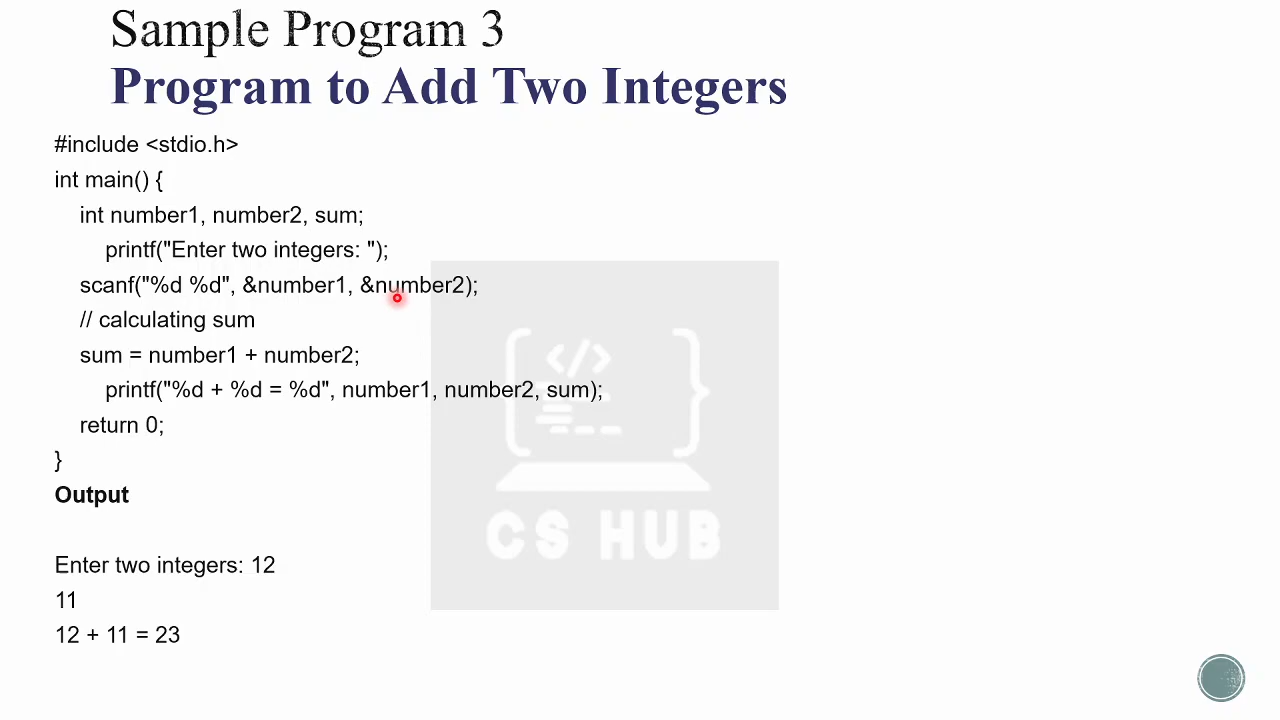 Sample Program 3
Program to Add Two Integers
#include <stdio.h>
int main() {
int number1, number2, sum;
printf("Enter two integers: ");
scanf("%d %d", &number1, &number2);
// calculating sum
sum = number1 + number2;
printf("%d + %d = %d", number1, number2, sum);
return 0;
}
Output
Enter two integers: 12
11
12 + 11 = 23
</>
CS HUB